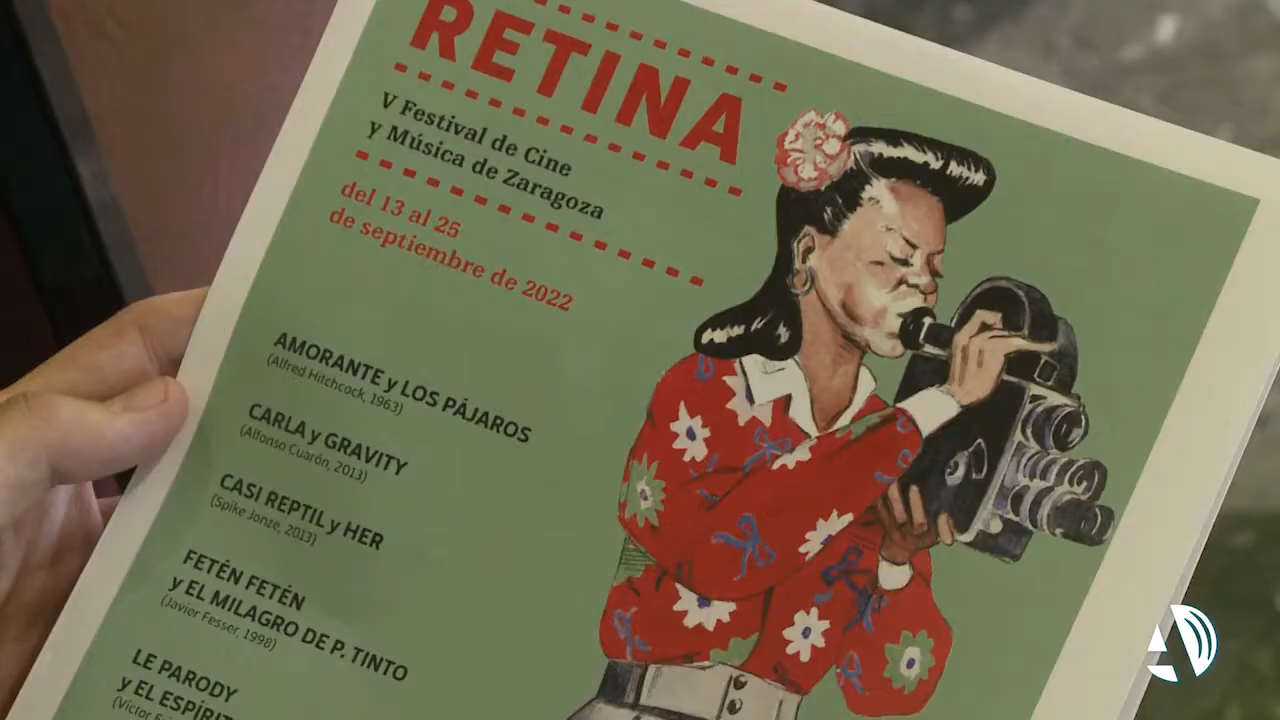 RETINA
V Festival de Cine
y Música de Zaragoza
del 13 al 25
de septiembre de 2022
AMORANTE y LOS PÁJAROS
(Alfred Hitchcock, 1963)
CARLA y GRAVITY
(Alfonso Cuarón, 2013)
CASI REPTIL y HER
(Spike Jonze, 2013)
FETÉN FETÉN
y EL MILAGRO DE P. TINTO
(Javier Fesser, 1998)
LE PARODY
y EL